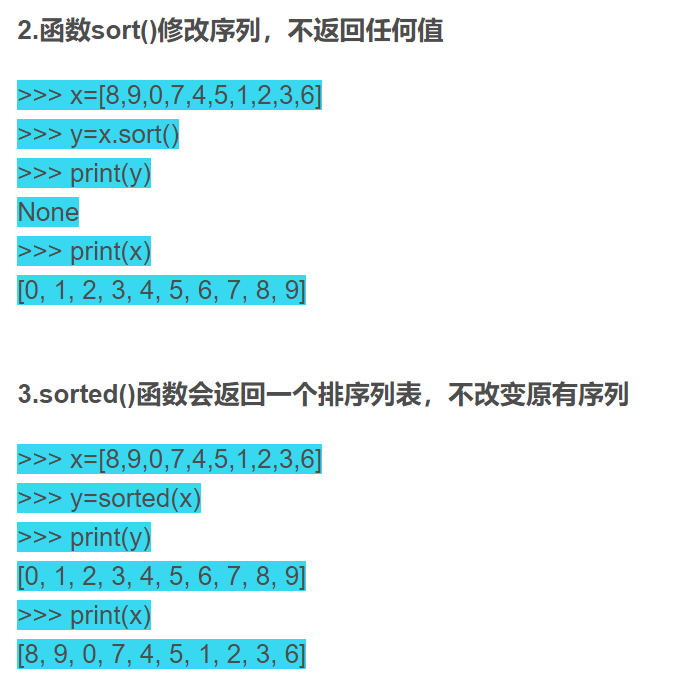 2.函数sort()修改序列，不返回任何值
>>> x=[8,9,0,7,4,5,1,2,3,6]
>>> y=x.sort()
>>> print(y)
None
>>> print(x)
[0, 1, 2, 3, 4, 5, 6, 7, 8, 9]
3.sorted()函数会返回一个排序列表，不改变原有序列
>>> x=[8,9,0,7,4,5,1,2,3,6]
>>> y=sorted(x)
>>> print(y)
[0, 1, 2, 3, 4, 5, 6, 7, 8, 9]
>>> print(x)
[8, 9, 0, 7, 4, 5, 1, 2, 3, 6]